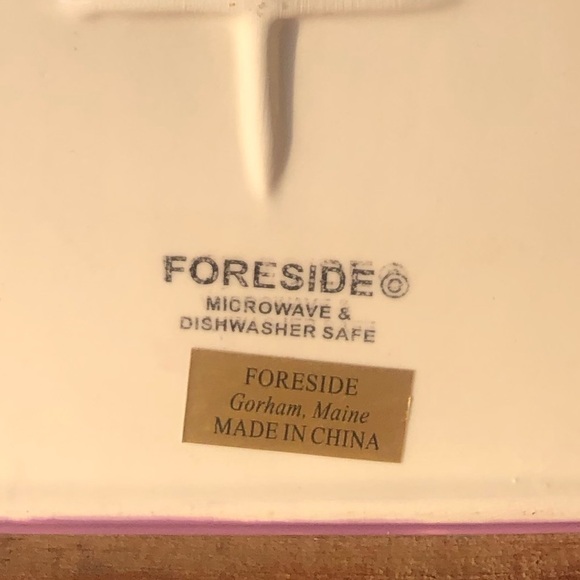 FORESIDE
MICROWAVE &
DISHWASHER SAFE
FORESIDE
Gorham, Maine
MADE IN CHINA